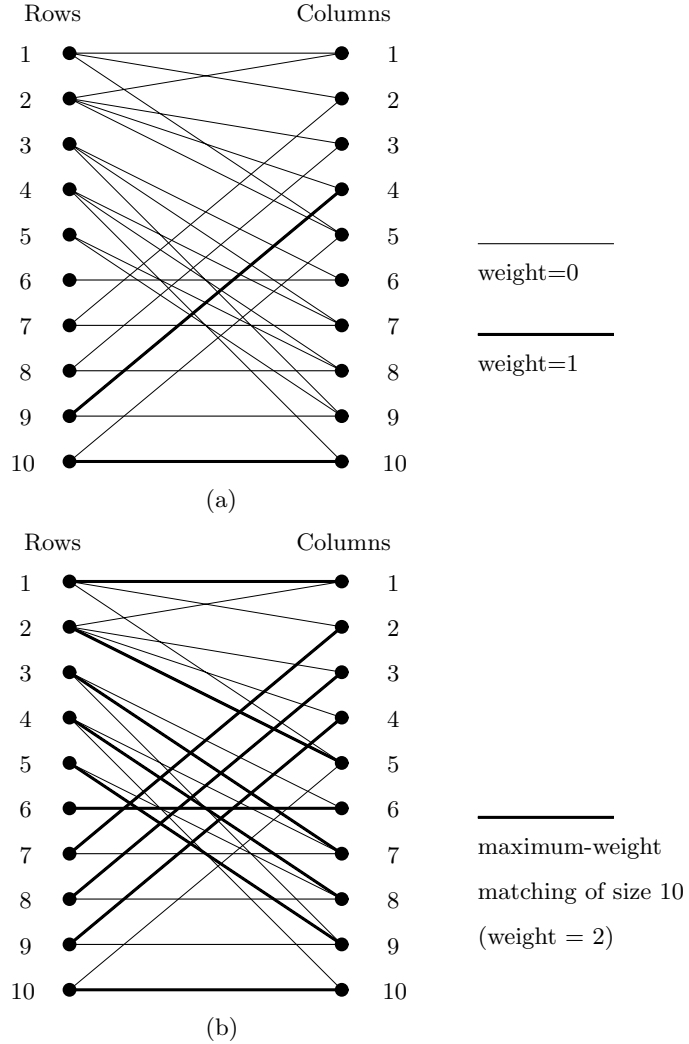 Rows Columns
1 1
2 2
3 3
4 4
5 5
6 6
7 7
8 8
9 9
10 10
weight=0
weight=1
(a)
Rows Columns
1 1
2 2
3 3
4 4
5 5
6 6
7 7
8 8
9 9
10 10
maximum-weight
matching of size 10
(weight = 2)
(b)